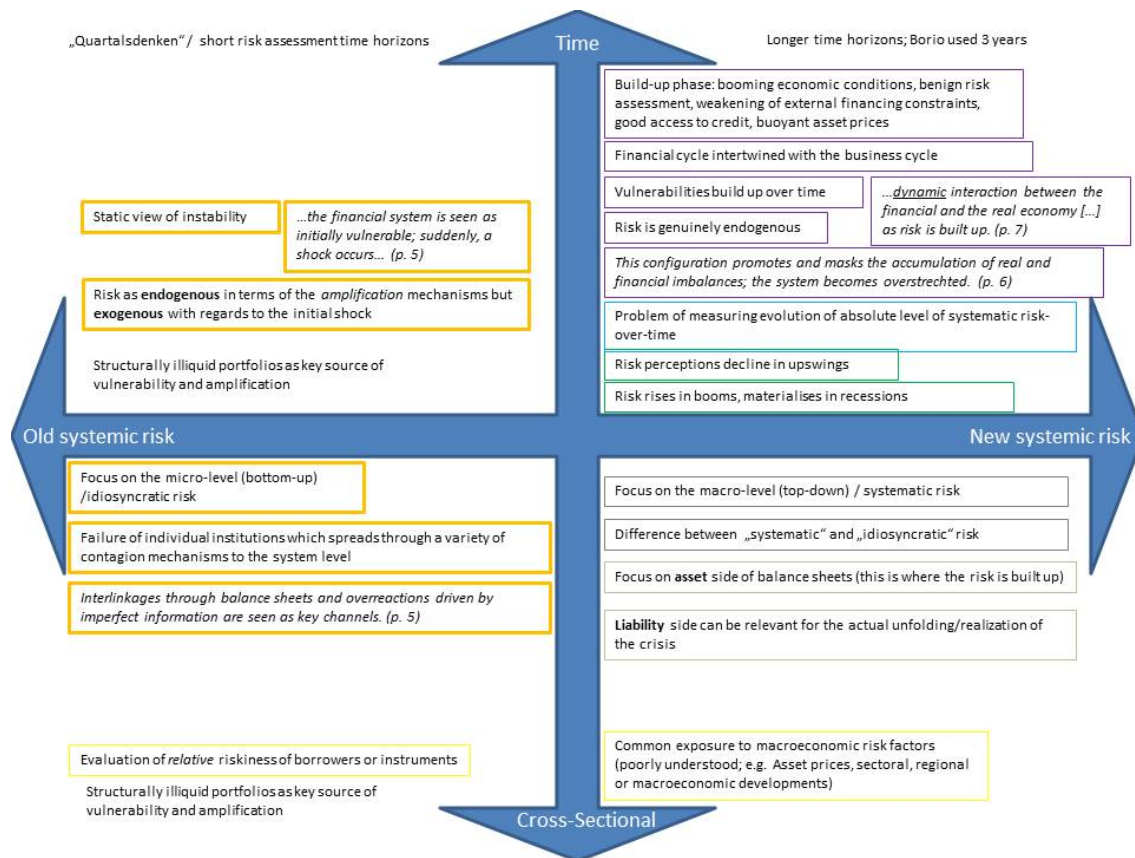 „Quartalsdenken“ / short risk assessment time horizons
Time
Longer time horizons; Borio used 3 years
Build-up phase: booming economic conditions, benign risk
assessment, weakening of external financing constraints,
good access to credit, buoyant asset prices
Financial cycle intertwined with the business cycle
Vulnerabilities build up over time
…dynamic interaction between the
financial and the real economy […]
as risk is built up. (p. 7)
Risk is genuinely endogenous
Static view of instability
…the financial system is seen as
initially vulnerable; suddenly, a
shock occurs… (p. 5)
This configuration promotes and masks the accumulation of real and
financial imbalances; the system becomes overstrechted. (p. 6)
Risk as endogenous in terms of the amplification mechanisms but
exogenous with regards to the initial shock
Problem of measuring evolution of absolute level of systematic risk-
over-time
Structurally illiquid portfolios as key source of
vulnerability and amplification
Risk perceptions decline in upswings
Risk rises in booms, materialises in recessions
Old systemic risk
New systemic risk
Focus on the micro-level (bottom-up)
/idiosyncratic risk
Failure of individual institutions which spreads through a variety of
contagion mechanisms to the system level
Interlinkages through balance sheets and overreactions driven by
imperfect information are seen as key channels. (p. 5)
Focus on the macro-level (top-down) / systematic risk
Difference between „systematic“ and „idiosyncratic“ risk
Focus on asset side of balance sheets (this is where the risk is built up)
Liability side can be relevant for the actual unfolding/realization of
the crisis
Evaluation of relative riskiness of borrowers or instruments
Structurally illiquid portfolios as key source of
vulnerability and amplification
Common exposure to macroeconomic risk factors
(poorly understood; e.g. Asset prices, sectoral, regional
or macroeconomic developments)
Cross-Sectional